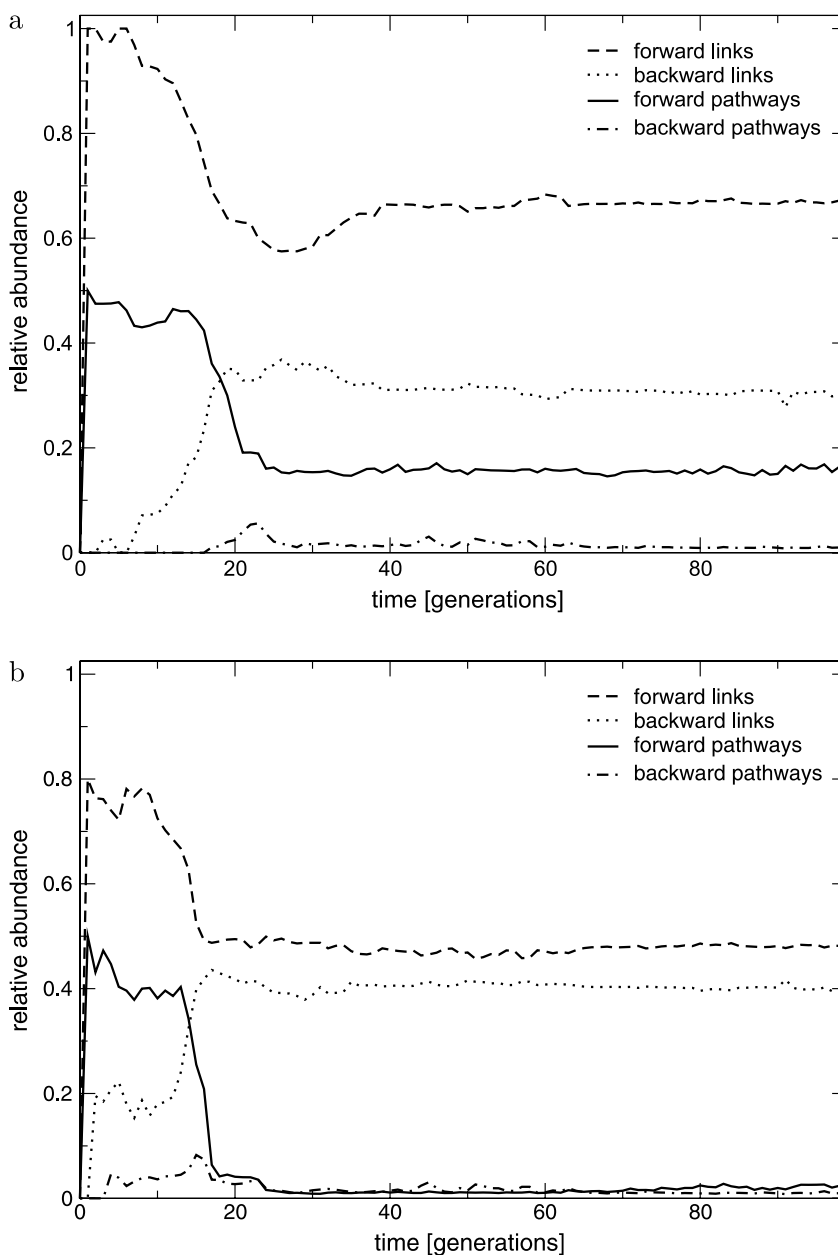 a
1
0.8
0.6
0.4
0.2
0
relative abundance
forward links
backward links
forward pathways
backward pathways
0 20 40 60 80
time [generations]
b
1
0.8
0.6
0.4
0.2
0
relative abundance
forward links
backward links
forward pathways
backward pathways
0 20 40 60 80
time [generations]